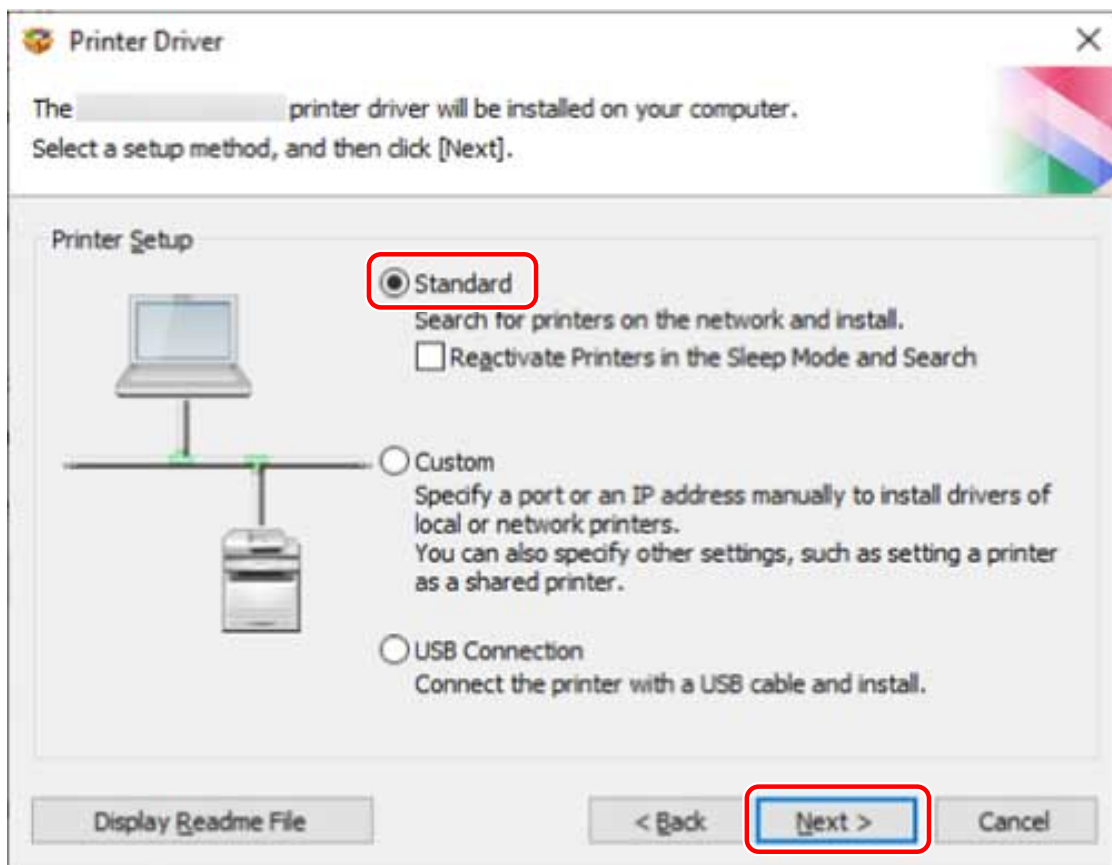 Printer Driver
The printer driver will be installed on your computer.
Select a setup method, and then click [Next].
Printer Setup
Standard
Search for printers on the network and install.
Reactivate Printers in the Sleep Mode and Search
Custom
Specify a port or an IP address manually to install drivers of
local or network printers.
You can also specify other settings, such as setting a printer
as a shared printer.
USB Connection
Connect the printer with a USB cable and install.
Display Readme File
< Back
Next >
Cancel